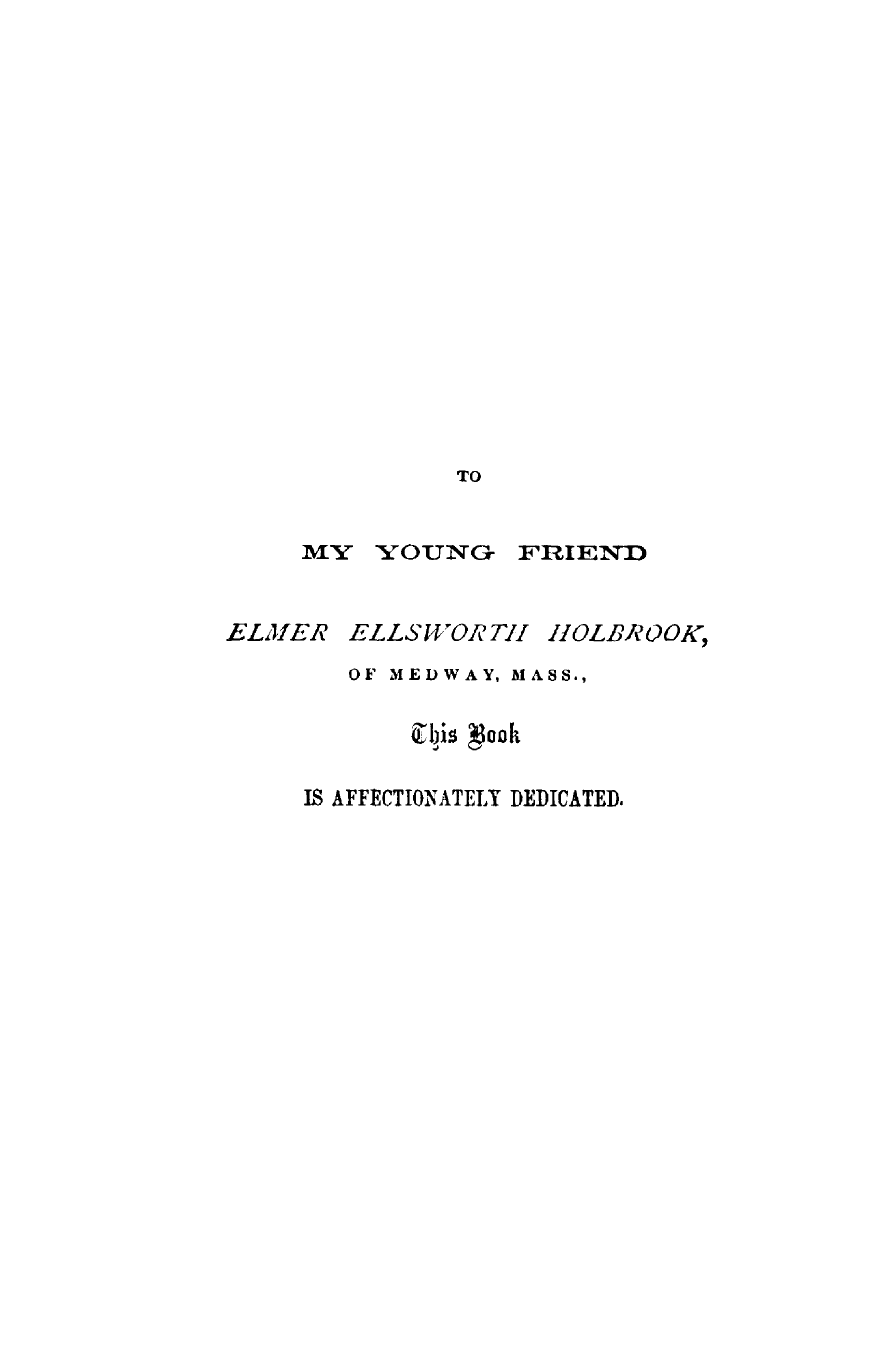 TO
MY YOUNG FRIEND
ELMER ELLSWORTH HOLBROOK,
OF MEDWAY, MASS.,
This Book
IS AFFECTIONATELY DEDICATED.